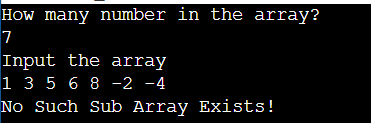 How many number in the array?
7
Input the array
1 3 5 6 8 -2 -4
No Such Sub Array Exists!